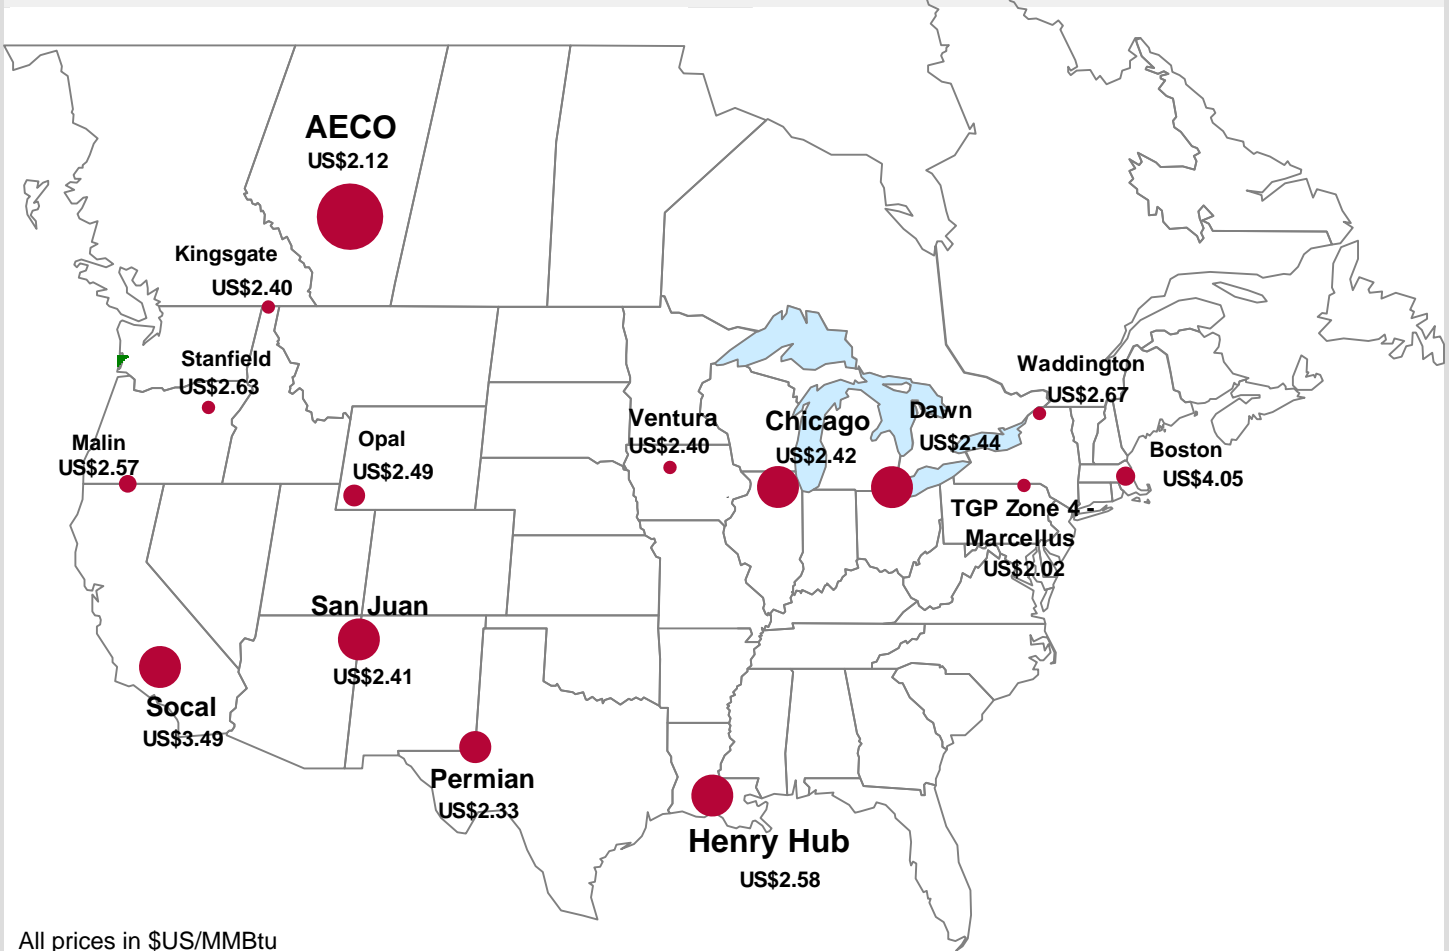 AECO
US$2.12
Kingsgate
US$2.40
Stanfield
US$2.63
Malin
US$2.57
Opal
US$2.49
Ventura
US$2.40
Chicago
US$2.42
Dawn
US$2.44
Waddington
US$2.67
Boston
US$4.05
TGP Zone 4 -
Marcellus
US$2.02
San Juan
US$2.41
Socal
US$3.49
Permian
US$2.33
Henry Hub
US$2.58
All prices in $US/MMBtu